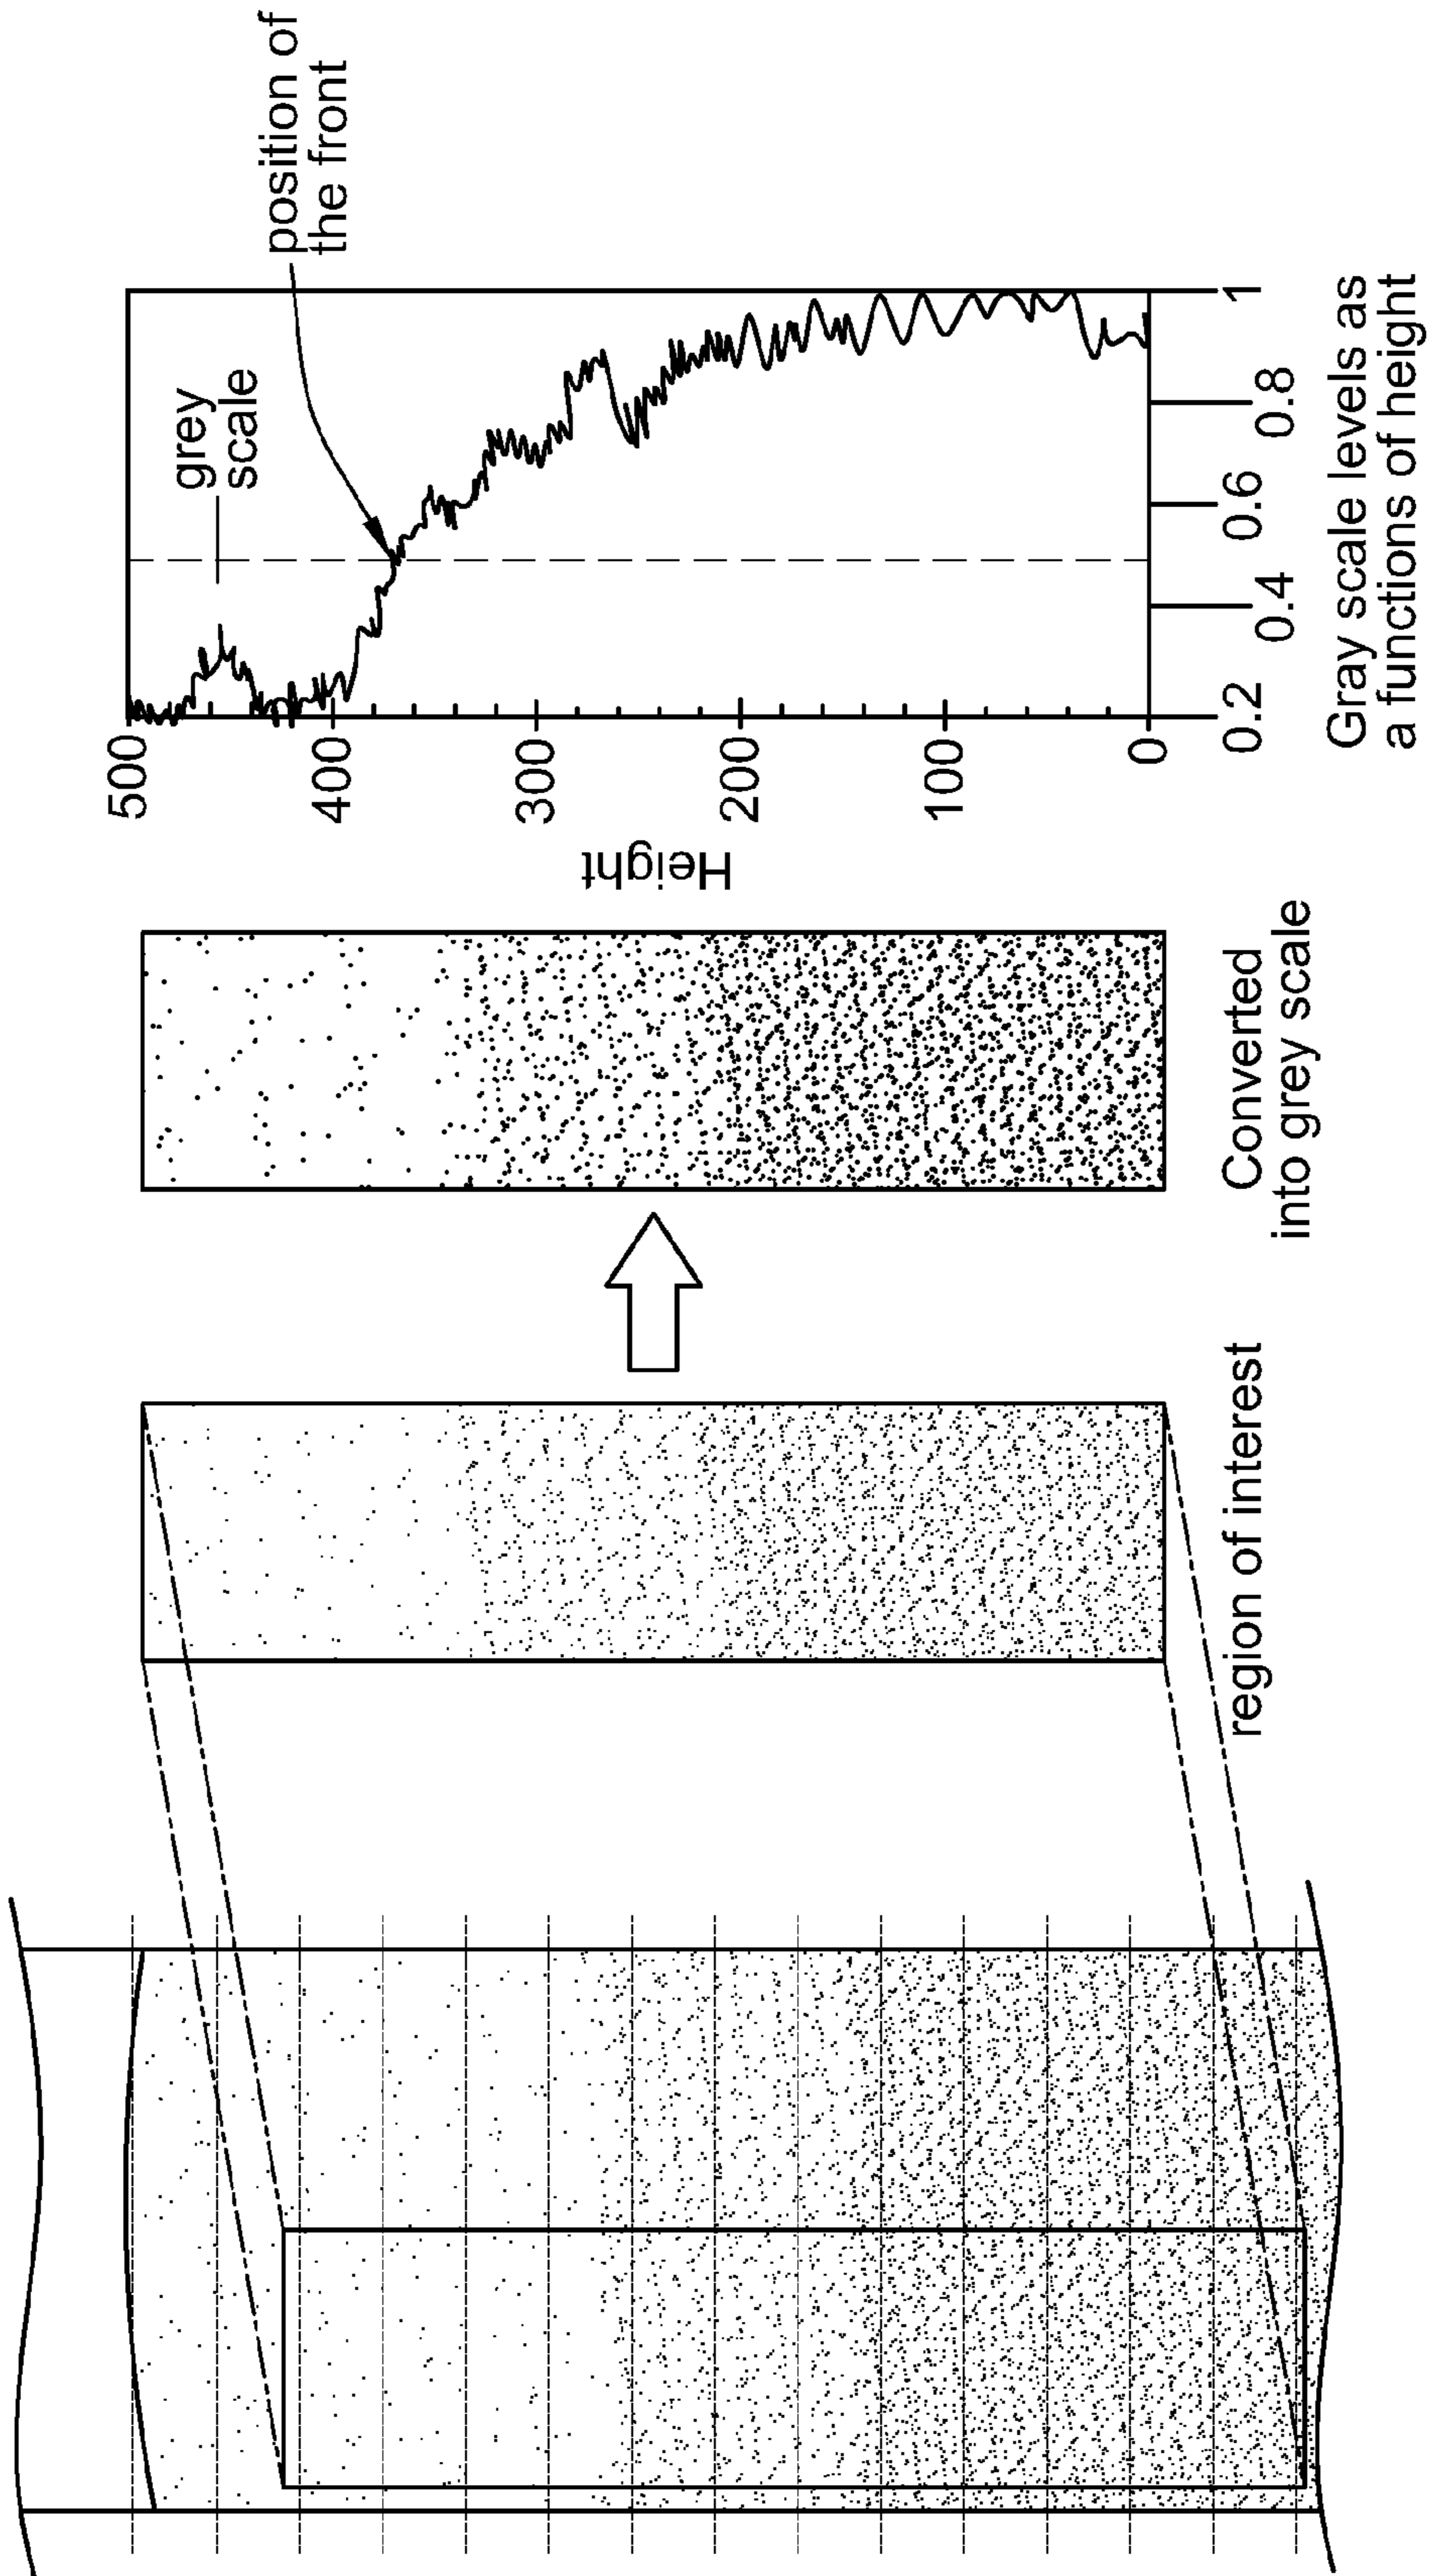 region of interest
Converted
into grey scale
Height
500
400
300
200
100
0
0.2
0.4
0.6
0.8
1
grey
scale
position of
the front
Gray scale levels as
a functions of height